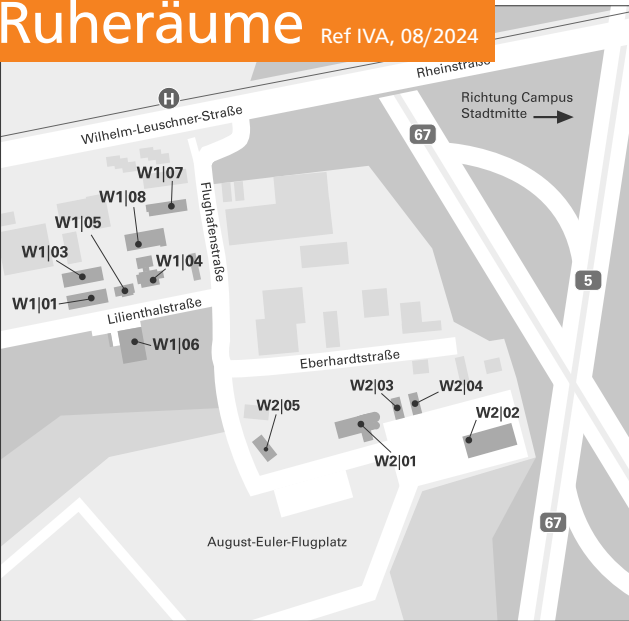 Ruheräume Ref IVA, 08/2024
Rheinstraße
H
Richtung Campus
Stadtmitte
Wilhelm-Leuschner-Straße
67
W1|07
Flughafenstraße
W1|08
W1|05
W1|03
W1|04
5
W1|01
Lilienthalstraße
W1|06
Eberhardtstraße
W2|03
W2|04
W2|05
W2|02
W2|01
67
August-Euler-Flugplatz